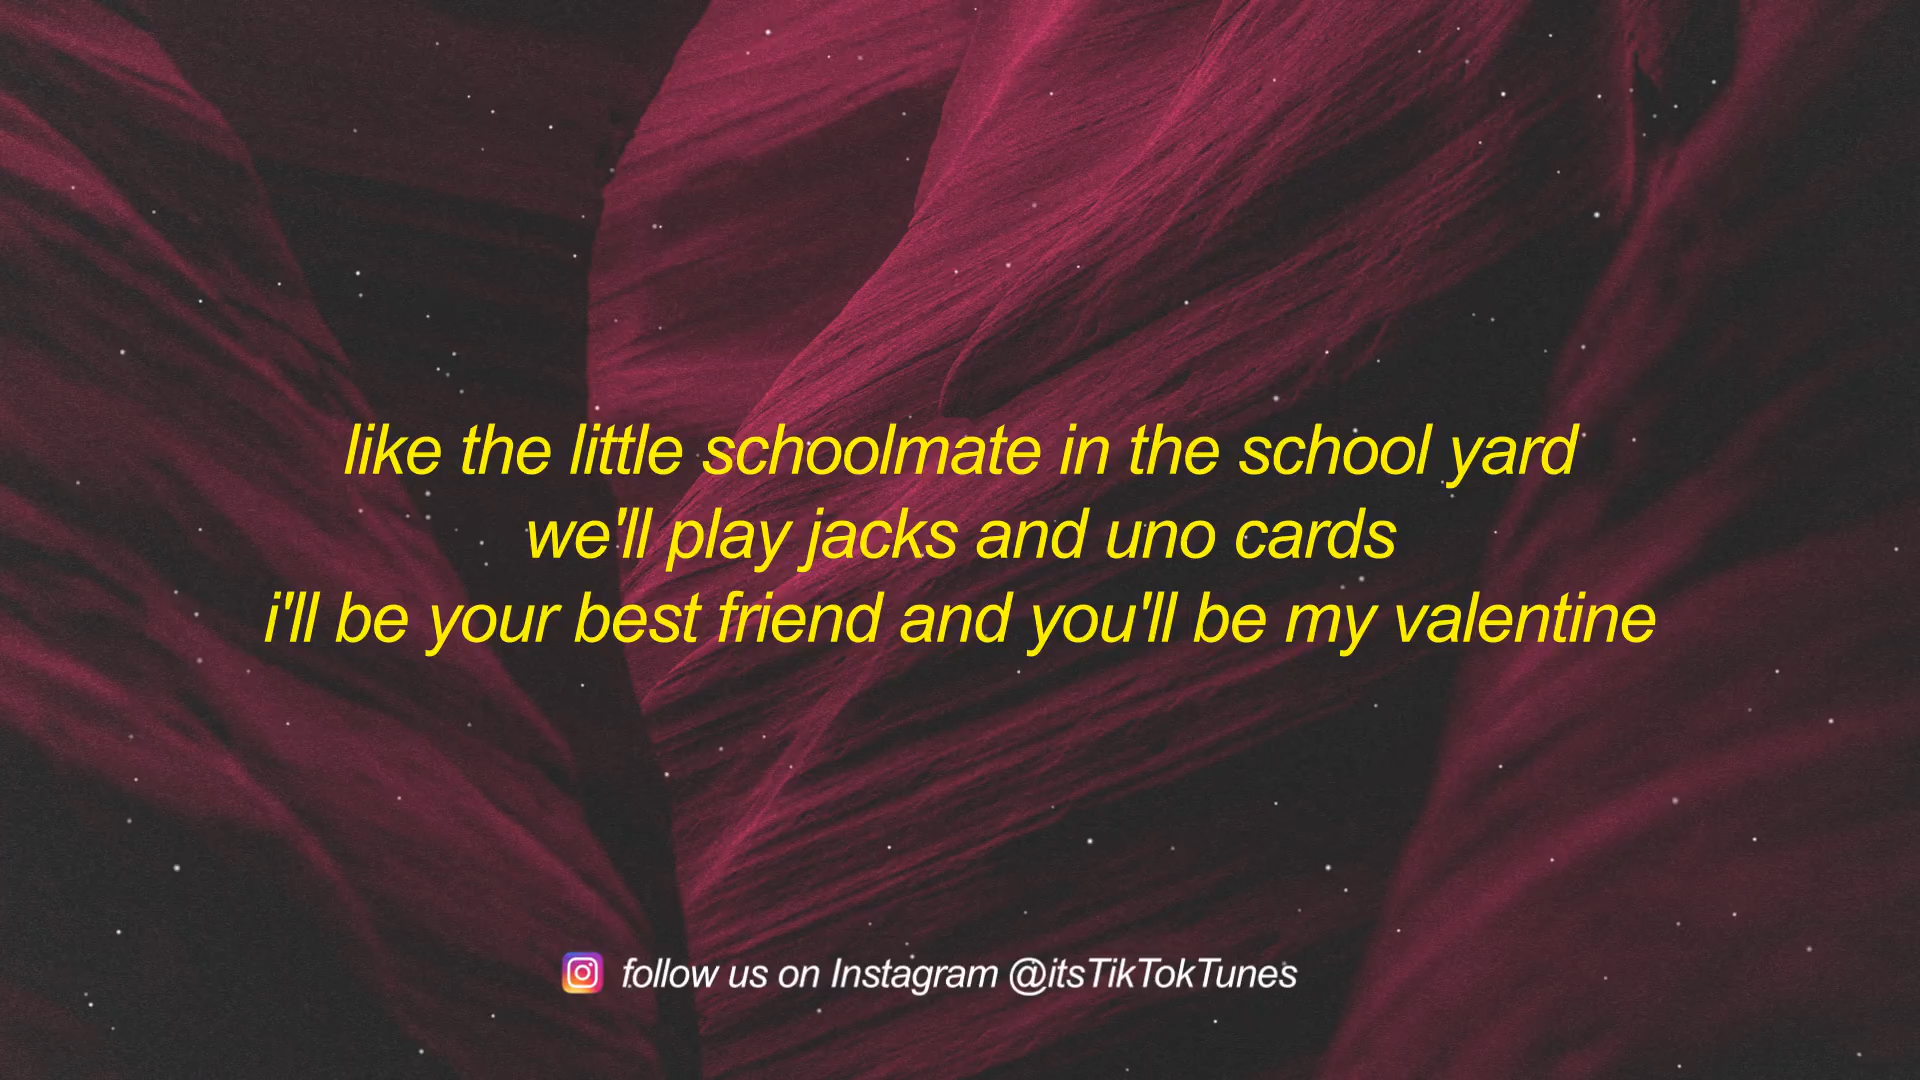 like the little schoolmate in the school yard
we'll play jacks and uno cards
i'll be your best friend and you'll be my valentine
follow us on Instagram @itsTikTokTunes